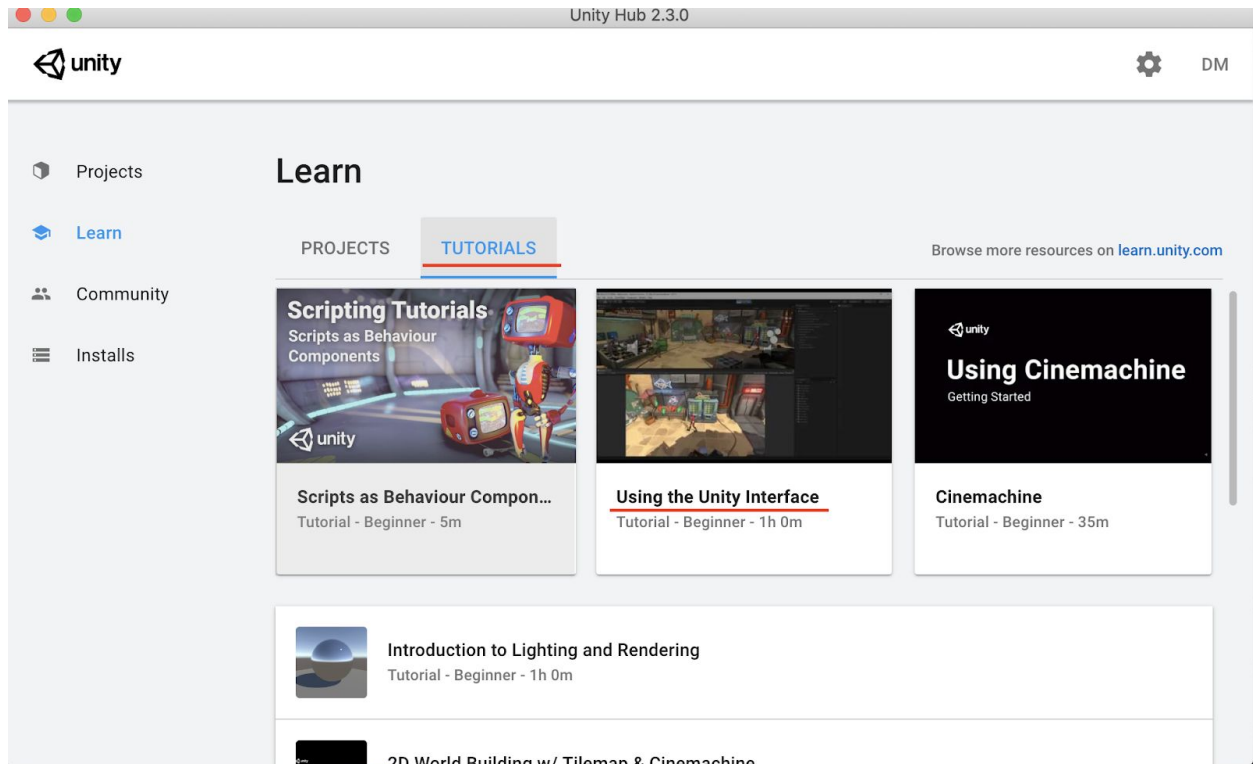 Unity Hub 2.3.0
unity
DM
Projects
Learn
Community
Installs
Learn
PROJECTS
TUTORIALS
Browse more resources on learn.unity.com
Scripting Tutorials
Scripts as Behaviour
Components
unity
Scripts as Behaviour Compon...
Tutorial - Beginner - 5m
Using the Unity Interface
Tutorial - Beginner - 1h 0m
unity
Using Cinemachine
Getting Started
Cinemachine
Tutorial - Beginner - 35m
Introduction to Lighting and Rendering
Tutorial - Beginner - 1h 0m
2D World Building w/ Tilemap & Cinemachine